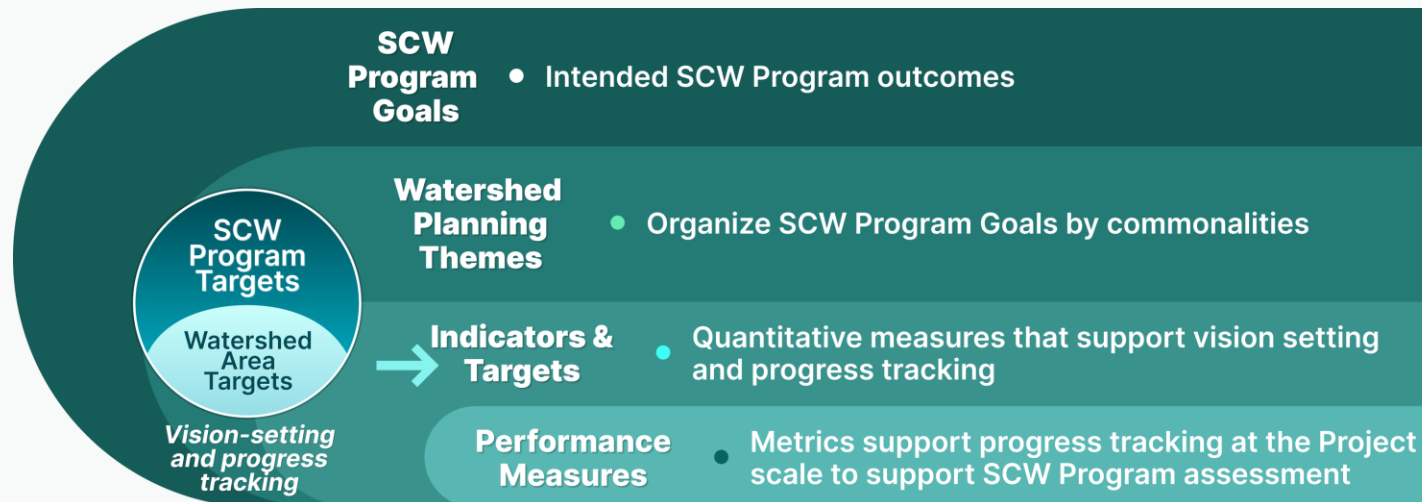 SCW
Program
Goals
Intended SCW Program outcomes
Watershed
Planning
Themes
Organize SCW Program Goals by commonalities
SCW
Program
Targets
Watershed
Area
Targets
Vision-setting
and progress
tracking
Indicators &
Targets
Quantitative measures that support vision setting
and progress tracking
Performance
Measures
Metrics support progress tracking at the Project
scale to support SCW Program assessment